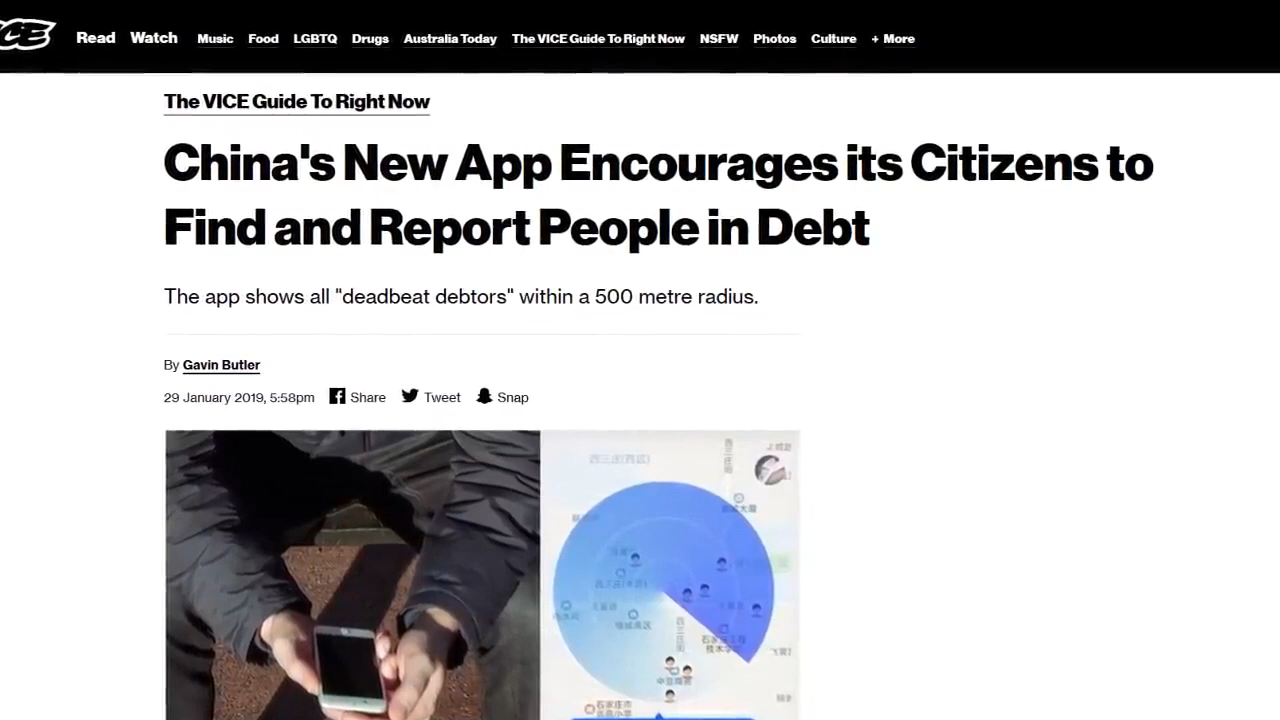 Read Watch Music Food LGBTQ Drugs Australia Today The VICE Guide To Right Now NSFW Photos Culture + More
The VICE Guide To Right Now
China's New App Encourages its Citizens to
Find and Report People in Debt
The app shows all "deadbeat debtors" within a 500 metre radius.
By Gavin Butler
29 January 2019, 5:58pm Share Tweet Snap